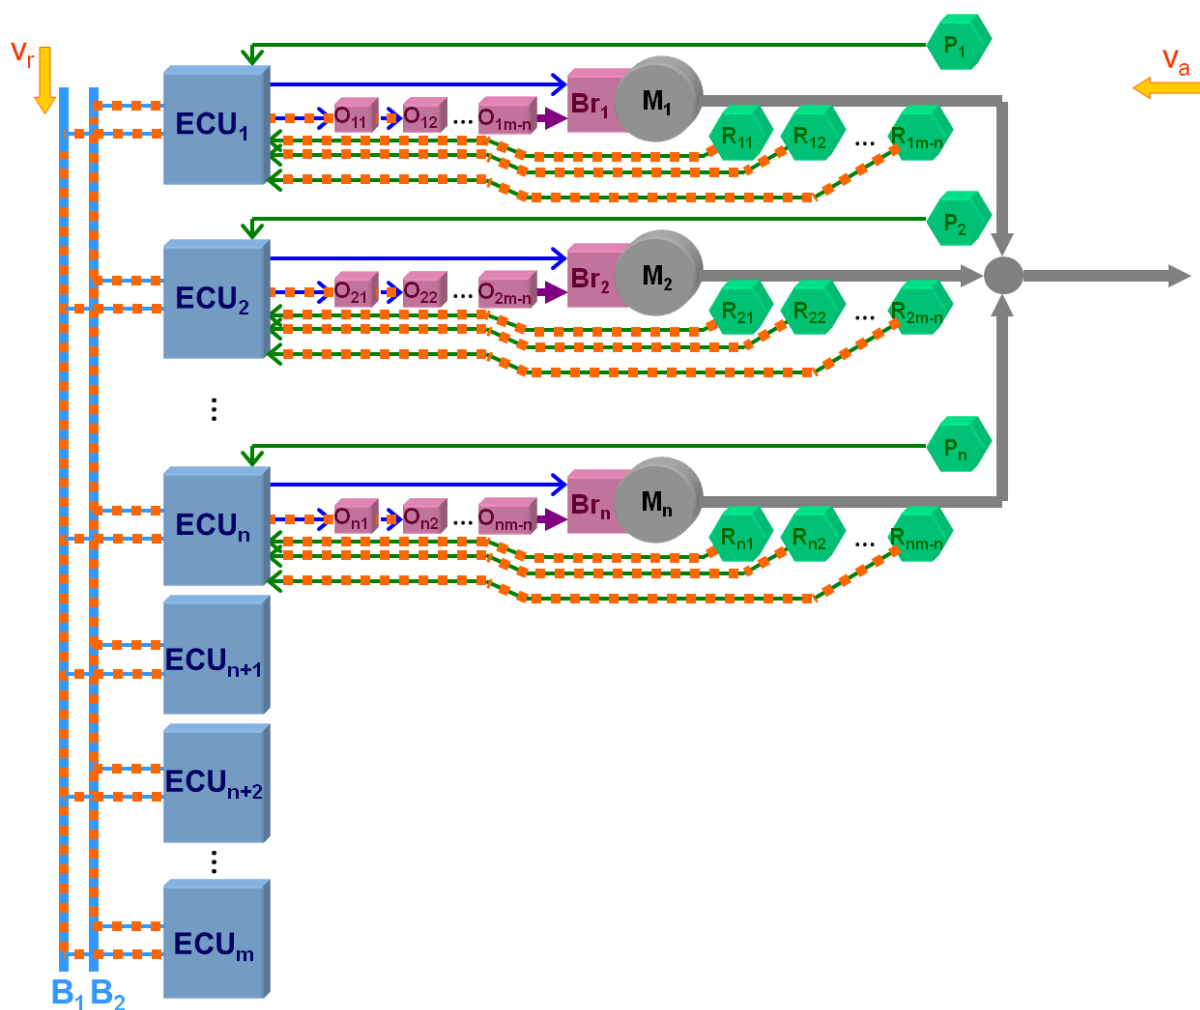 P₁
vᵣ
vₐ
ECU₁ O₁₁ O₁₂ ... O₁ₘ₋ₙ Br₁ M₁
R₁₁ R₁₂ ... R₁ₘ₋ₙ
P₂
ECU₂ O₂₁ O₂₂ ... O₂ₘ₋ₙ Br₂ M₂
R₂₁ R₂₂ ... R₂ₘ₋ₙ
...
Pₙ
ECUₙ Oₙ₁ Oₙ₂ ... Oₙₘ₋ₙ Brₙ Mₙ
Rₙ₁ Rₙ₂ ... Rₙₘ₋ₙ
ECUₙ₊₁
ECUₙ₊₂
...
ECUₘ
B₁ B₂